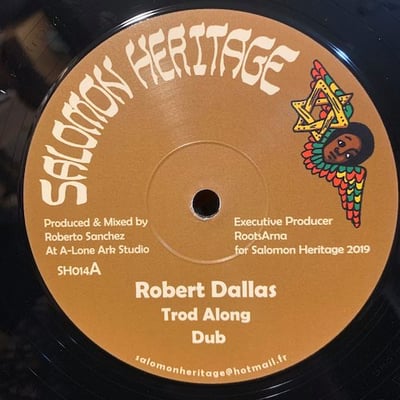 SALOMON HERITAGE
Produced & Mixed by
Roberto Sanchez
At A-Lone Ark Studio
SH014A
Executive Producer
RootsArna
for Salomon Heritage 2019
Robert Dallas
Trod Along
Dub
salomonheritage@hotmail.fr